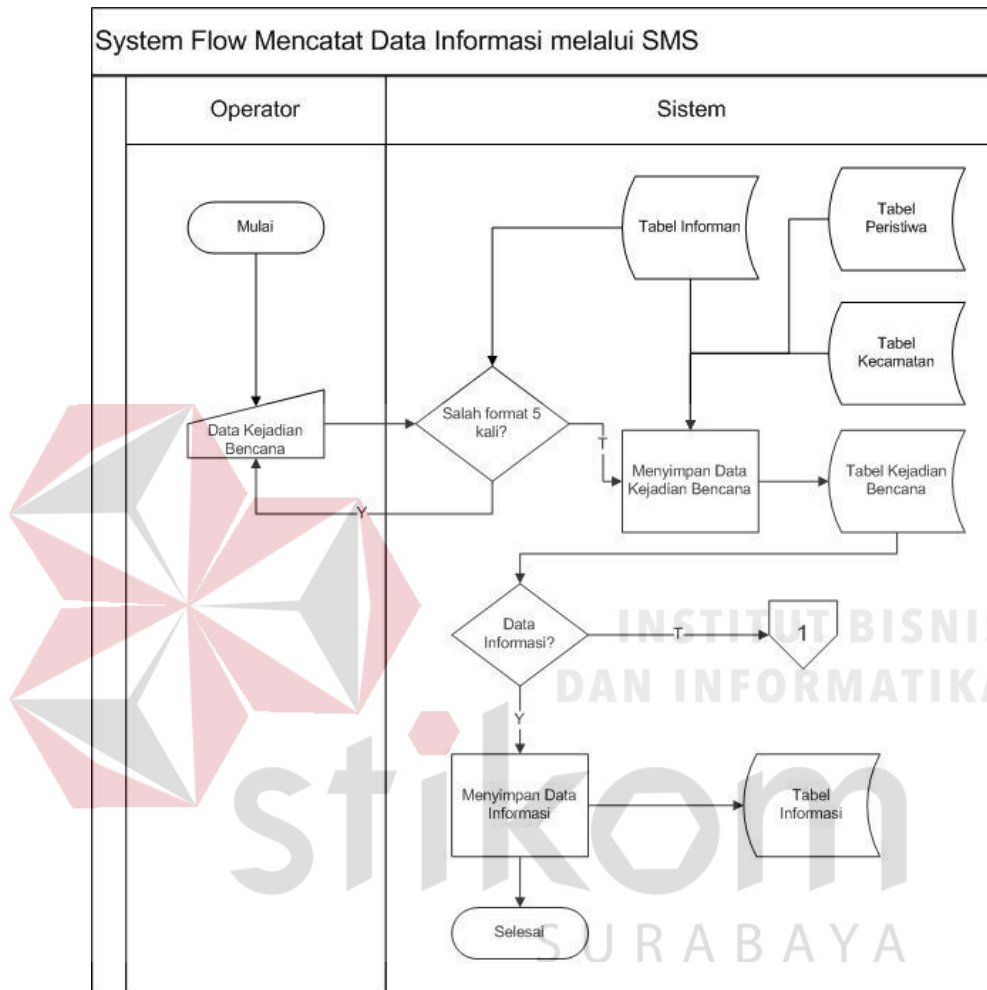 System Flow Mencatat Data Informasi melalui SMS
Operator
Sistem
Mulai
Tabel Informan
Tabel
Peristiwa
Tabel
Kecamatan
Data Kejadian
Bencana
Salah format 5
kali?
T
Y
Menyimpan Data
Kejadian Bencana
Tabel Kejadian
Bencana
Data
Informasi?
T
1
Y
Menyimpan Data
Informasi
Tabel
Informasi
Selesai
INSTITUT BISNIS
DAN INFORMATIKA
stikom
SURABAYA